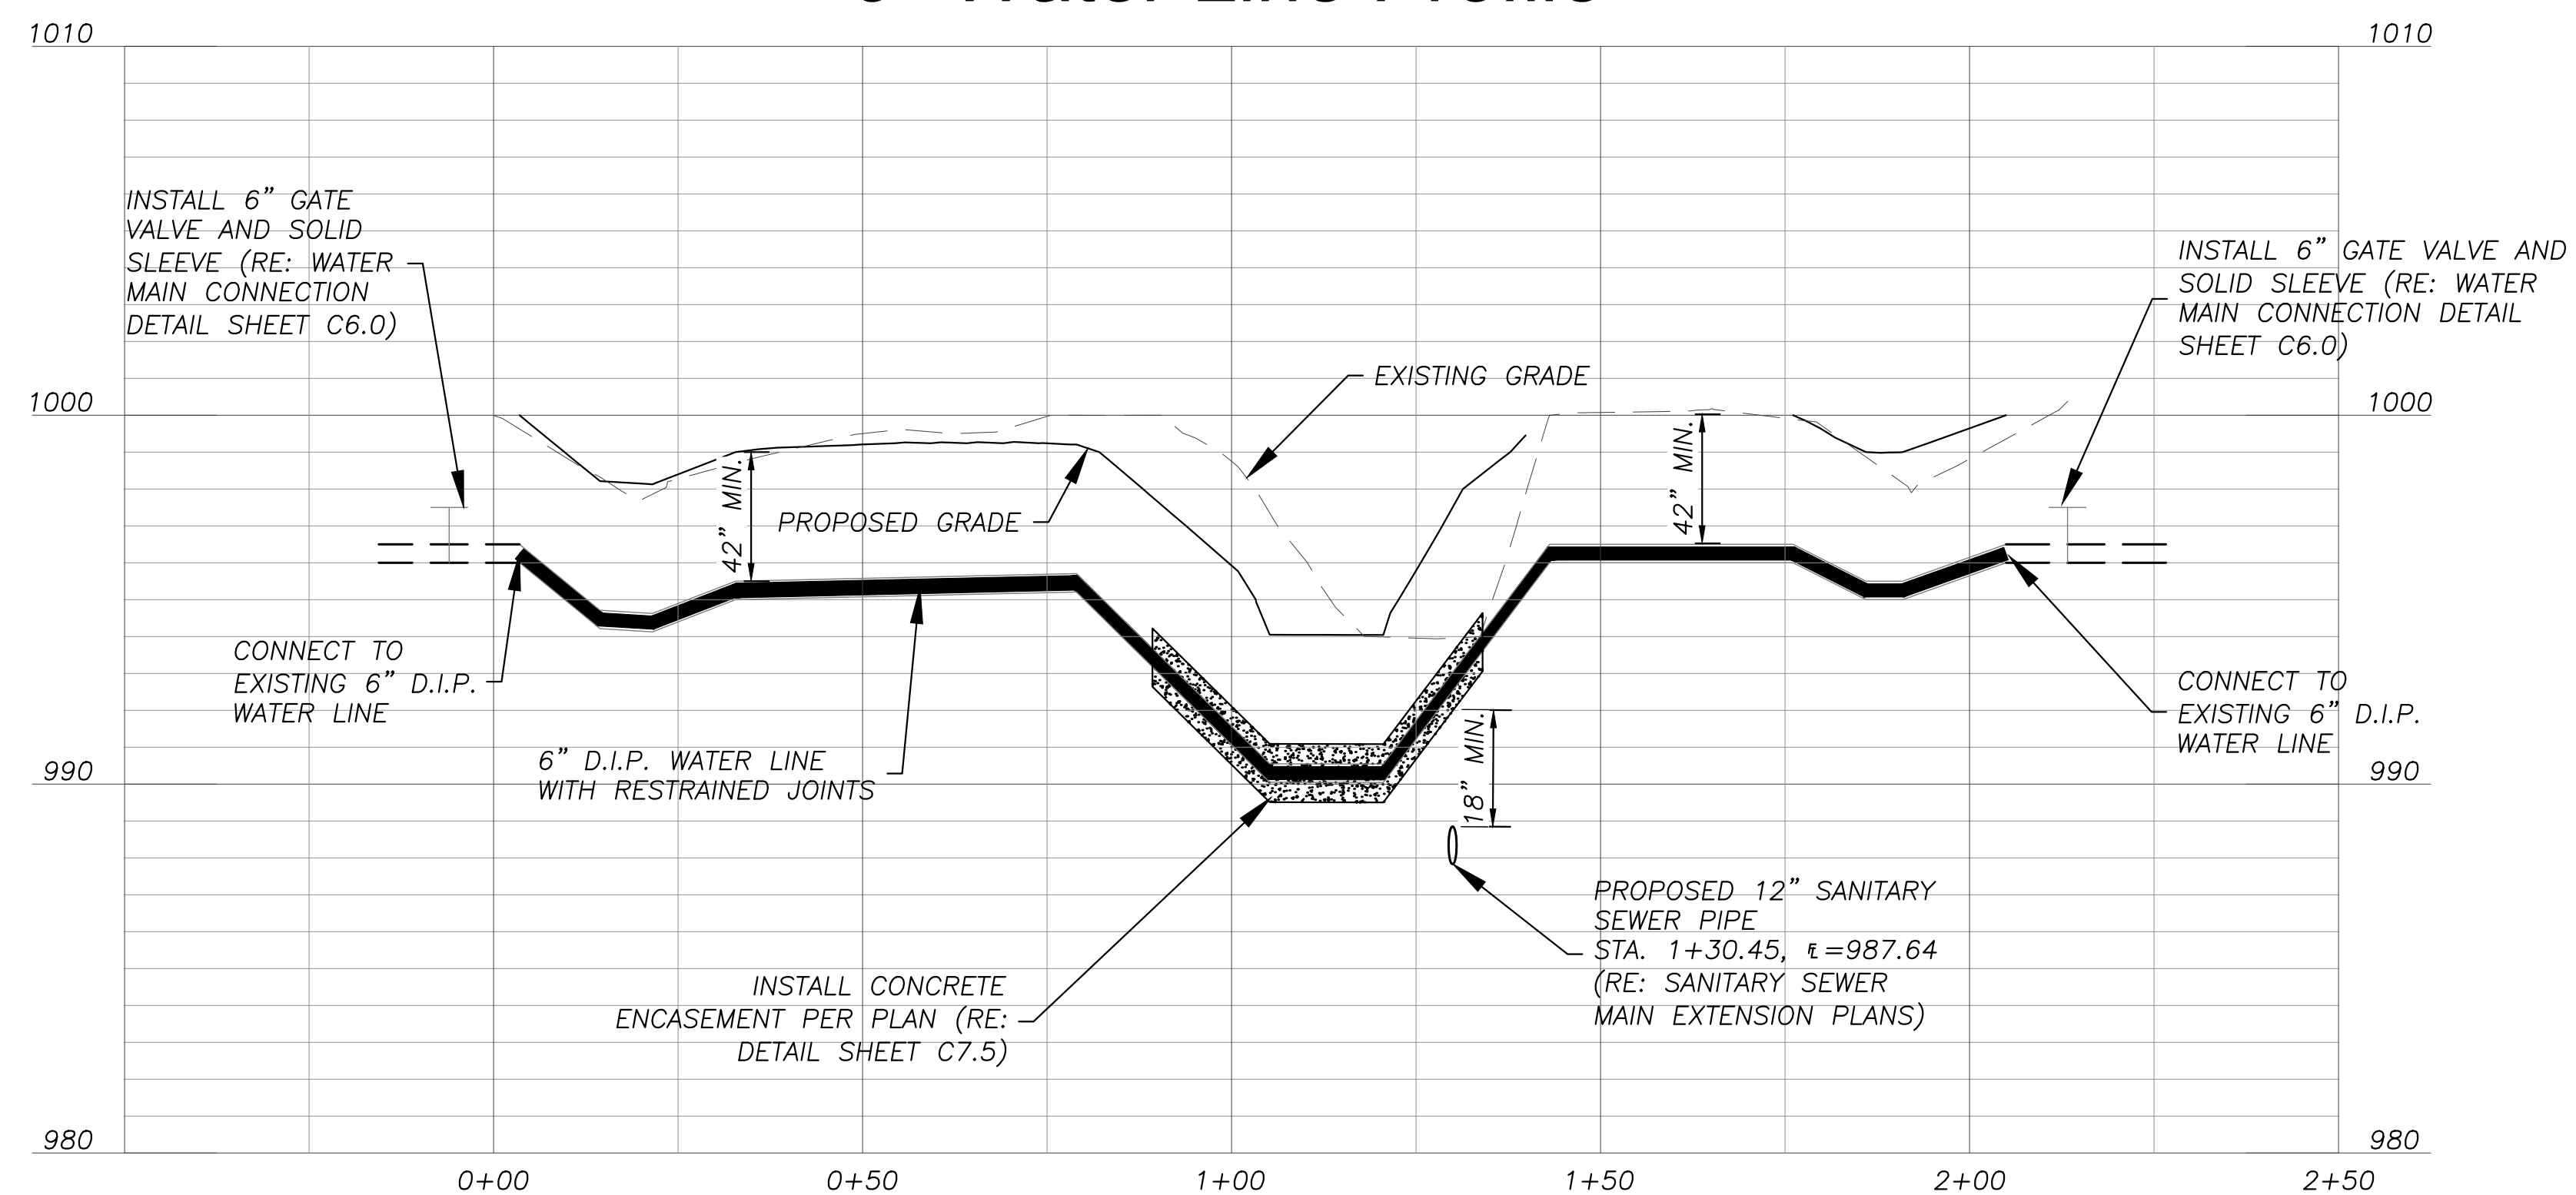 1010
1010
INSTALL 6” GATE
VALVE AND SOLID
SLEEVE (RE: WATER
MAIN CONNECTION
DETAIL SHEET C6.0)
INSTALL 6” GATE VALVE AND
SOLID SLEEVE (RE: WATER
MAIN CONNECTION DETAIL
SHEET C6.0)
EXISTING GRADE
1000
1000
42” MIN.
42” MIN.
PROPOSED GRADE
CONNECT TO
EXISTING 6” D.I.P.
WATER LINE
CONNECT TO
EXISTING 6” D.I.P.
WATER LINE
6” D.I.P. WATER LINE
WITH RESTRAINED JOINTS
18” MIN.
990
990
PROPOSED 12” SANITARY
SEWER PIPE
STA. 1+30.45, ℄=987.64
(RE: SANITARY SEWER
MAIN EXTENSION PLANS)
INSTALL CONCRETE
ENCASEMENT PER PLAN (RE:
DETAIL SHEET C7.5)
980
980
0+00
0+50
1+00
1+50
2+00
2+50